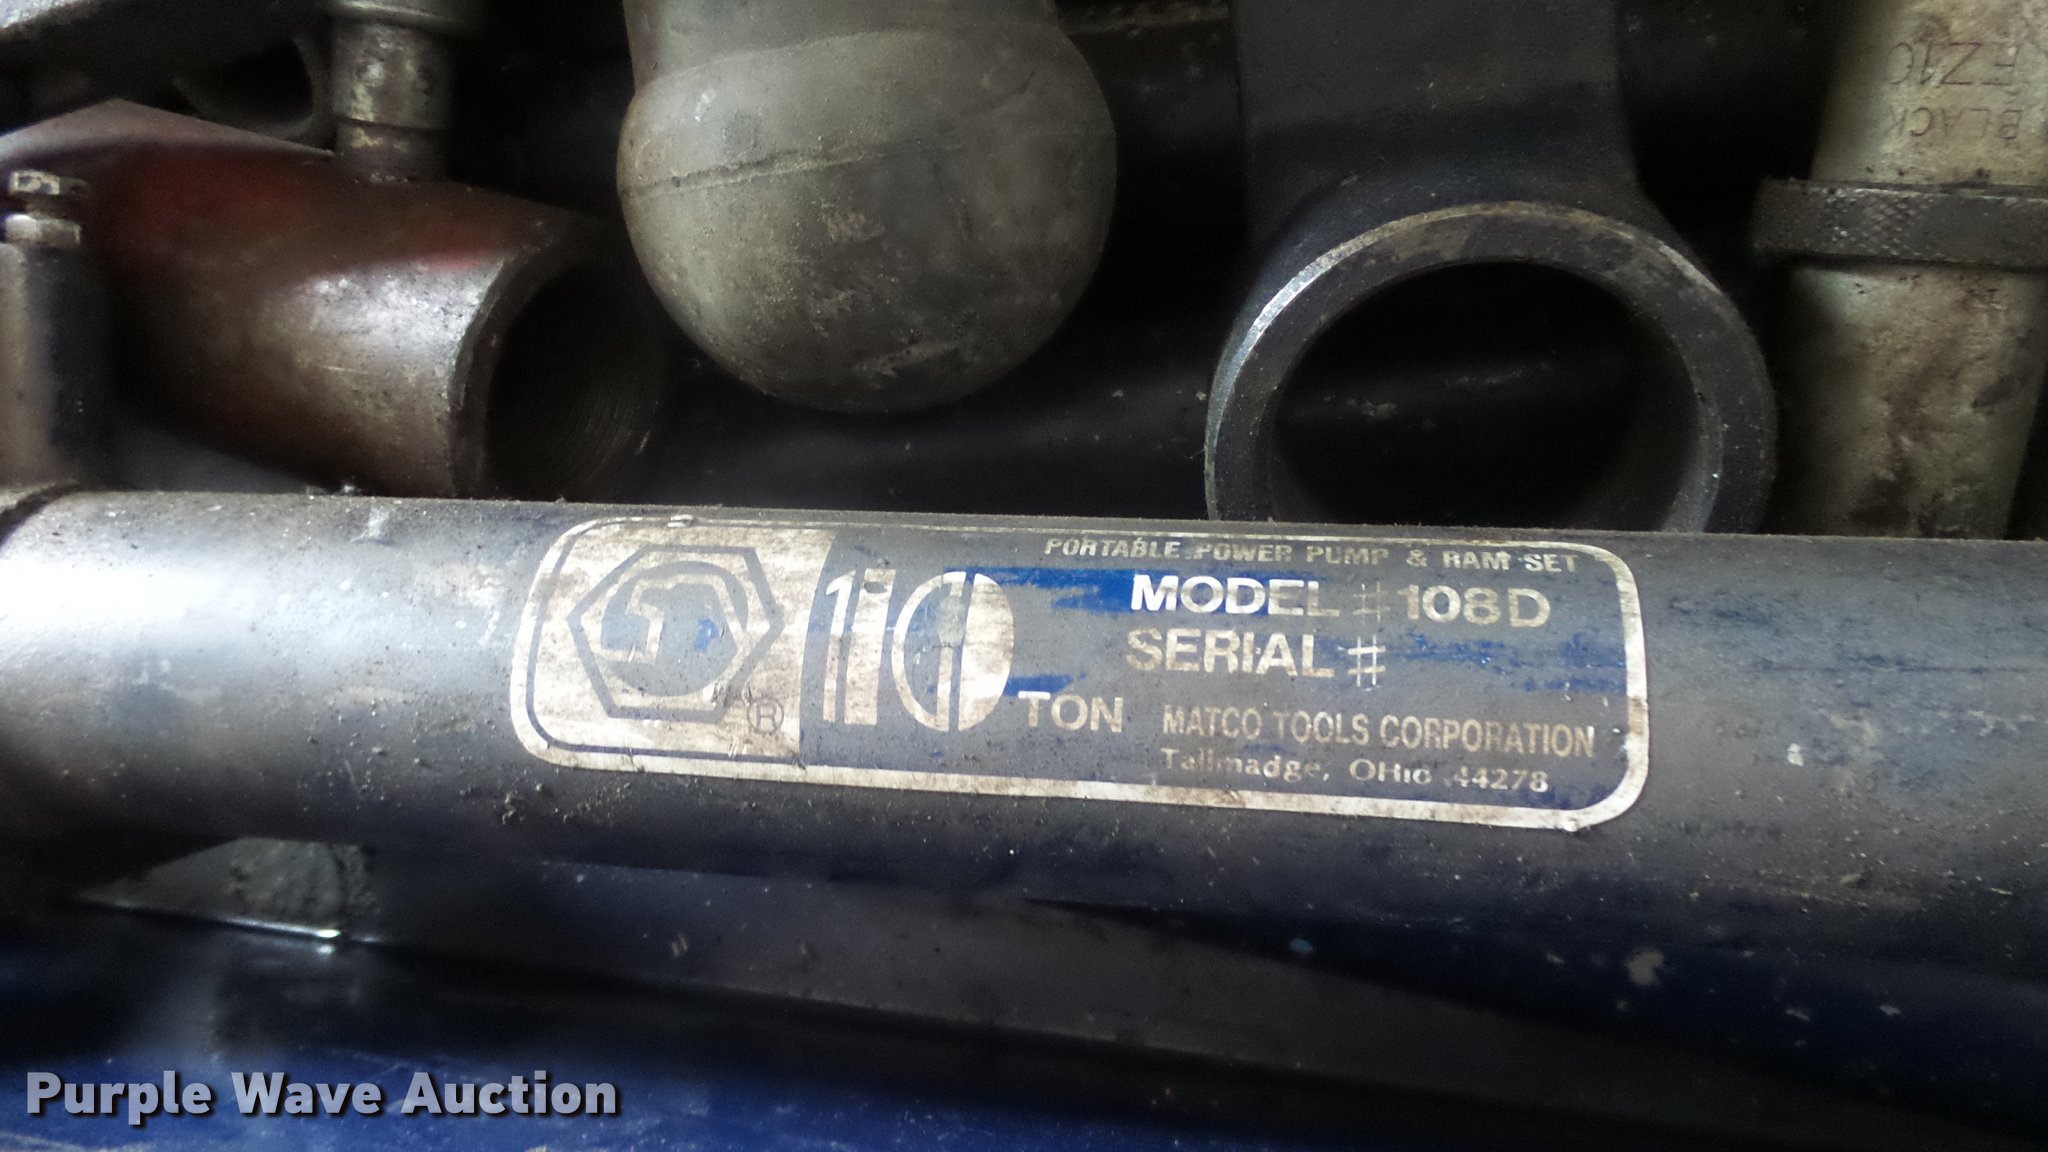 TZ10
BLACK
PORTABLE POWER PUMP & RAM SET
10
TON
MODEL #108D
SERIAL #
MATCO TOOLS CORPORATION
Tallmadge, OHIO 44278
®
Purple Wave Auction